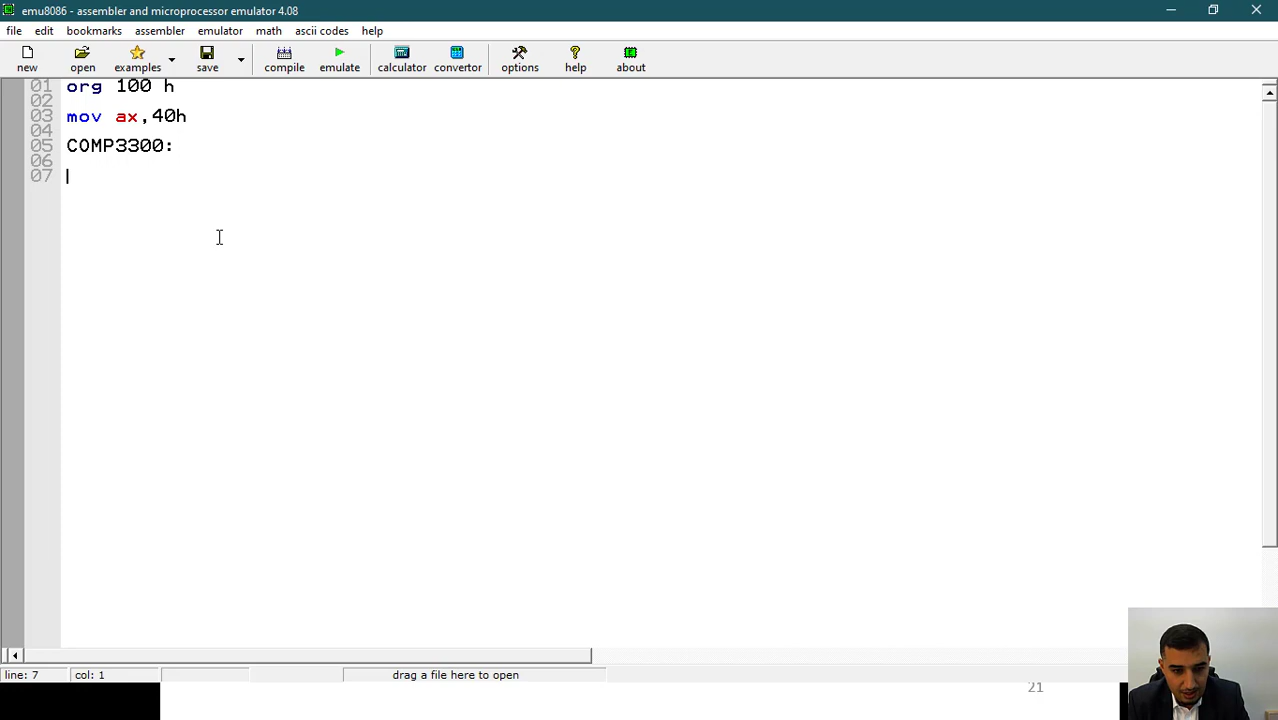 emu8086 - assembler and microprocessor emulator 4.08
file edit bookmarks assembler emulator math ascii codes help
new open examples save compile emulate calculator convertor options help about
01 org 100 h
02
03 mov ax,40h
04
05 COMP3300:
06
07
line: 7 col: 1 drag a file here to open
21